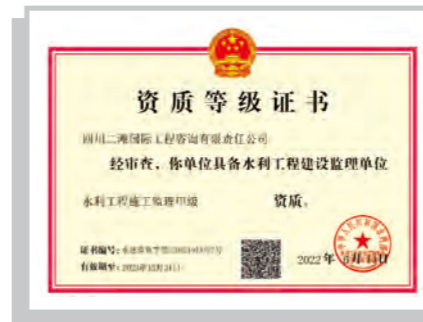 资质等级证书
四川二滩国际工程咨询有限责任公司
经审查，你单位具备水利工程建设监理单位
水利工程施工监理甲级 资质。
证书编号：
有效期至：
2022年6月 日